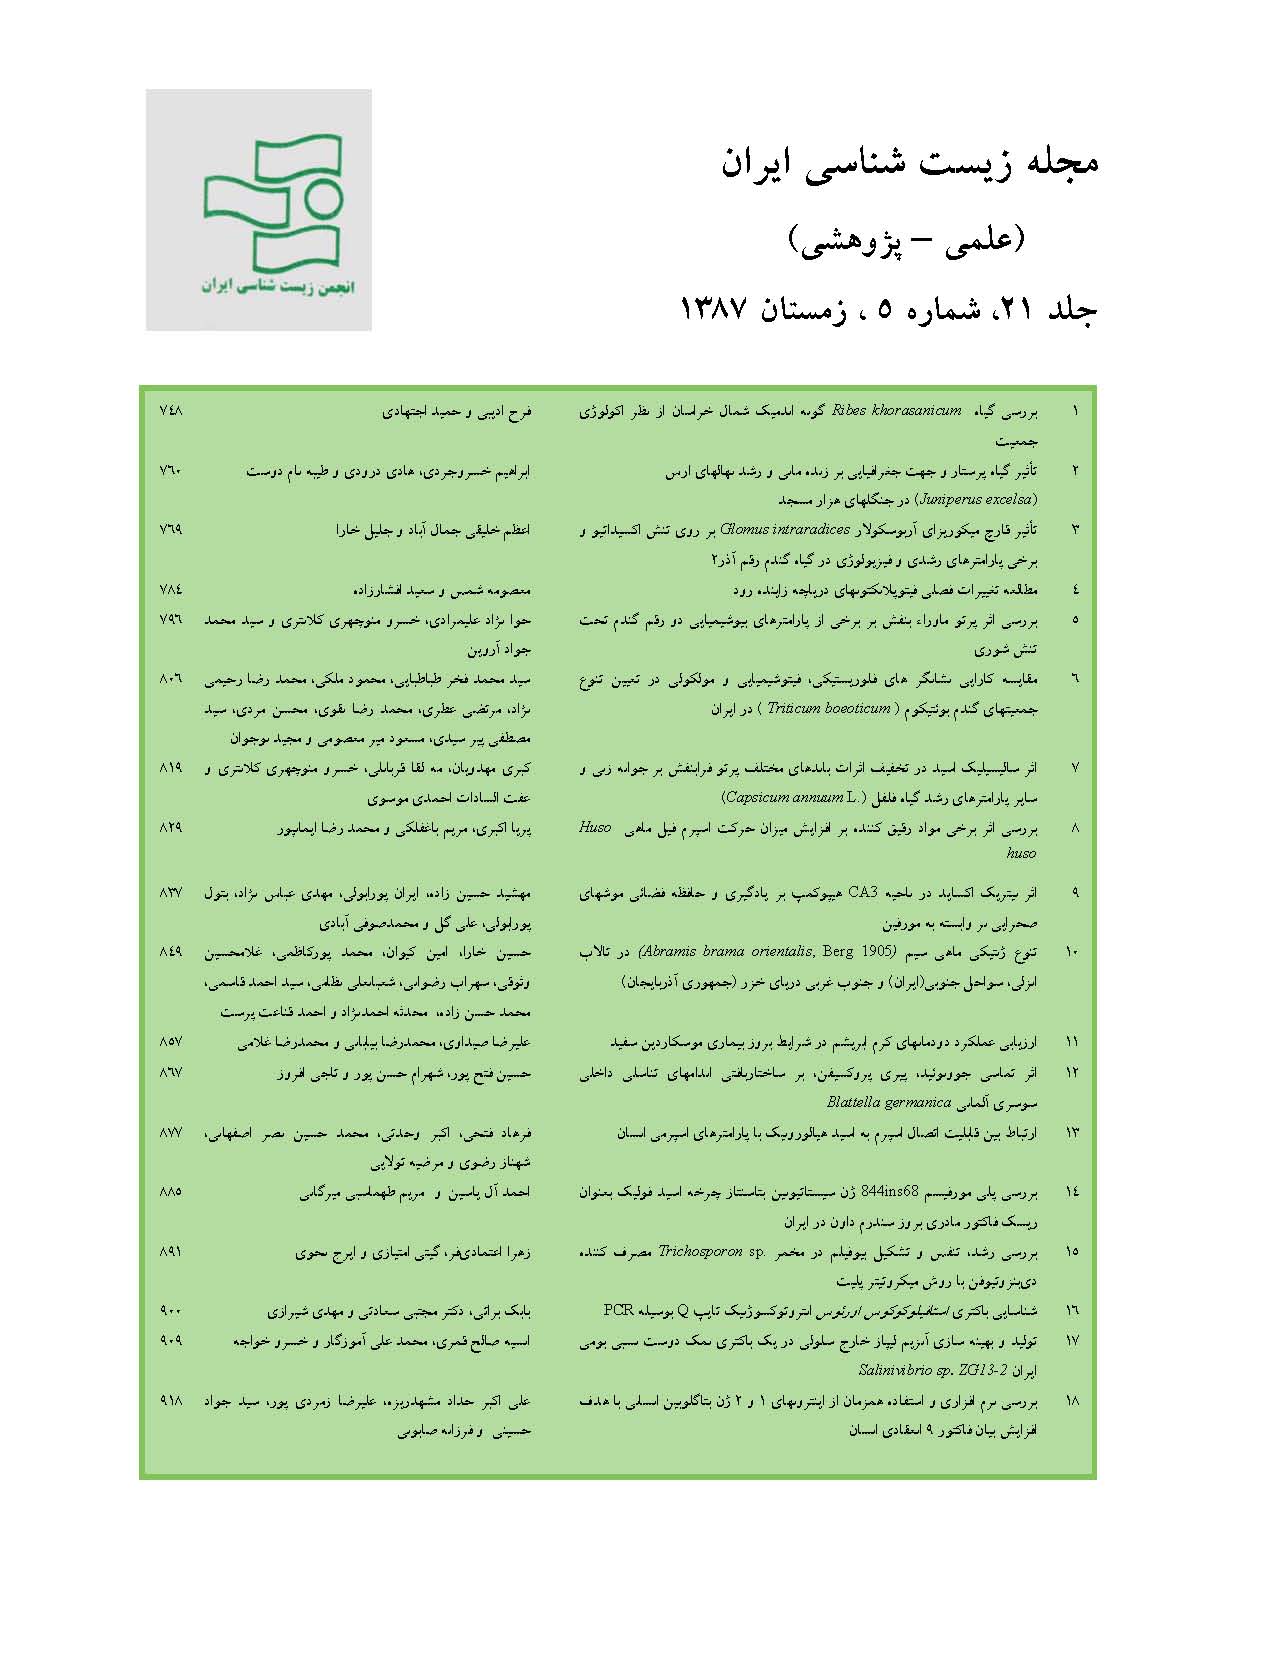 مجله زیست شناسی ایران
(علمی – پژوهشی)
جلد ۲۱، شماره ۵ ، زمستان ۱۳۸۷
انجمن زیست شناسی ایران
۱ بررسی گیاه Ribes khorasanicum گونه اندمیک شمال خراسان از نظر اکولوژی فرح ادیبی و حمید اجتهادی ۷٤۸
جمعیت
۲ تأثیر گیاه پرستار و جهت جغرافیایی بر زنده مانی و رشد نهالهای ارس ابراهیم خسروجردی، هادی درودی و طیبه نام دوست ۷٦۰
(Juniperus excelsa) در جنگلهای هزار مسجد
۳ تأثیر قارچ میکوریزای آربوسکولار Glomus intraradices بر روی تنش اکسیداتیو و اعظم خلیقی جمال آباد و جلیل خارا ۷٦۹
برخی پارامترهای رشدی و فیزیولوژی در گیاه گندم رقم آذر۲
٤ مطالعه تغییرات فصلی فیتوپلانکتونهای دریاچه زاینده رود معصومه شمس و سعید افشارزاده ۷۸٤
۵ بررسی اثر پرتو ماوراء بنفش بر برخی از پارامترهای بیوشیمیایی دو رقم گندم تحت حوا نژاد علیمرادی، خسرو منوچهری کلانتری و سید محمد ۷۹٦
تنش شوری جواد آروین
٦ مقایسه کارایی نشانگر های فلوریستیکی، فیتوشیمیایی و مولکولی در تعیین تنوع سید محمد فخر طباطبایی، محمود ملکی، محمد رضا رحیمی ۸۰٦
جمعیتهای گندم بوئتیکوم ( Triticum boeoticum ) در ایران نژاد، مرتضی عطری، محمد رضا نقوی، محسن مردی، سید
مصطفی پیر سیدی، مسعود میر معصومی و مجید نوجوان
۷ اثر سالیسیلیک اسید در تخفیف اثرات باندهای مختلف پرتو فرابنفش بر جوانه زنی و کبری مهدویان، مه لقا قربانلی، خسرو منوچهری کلانتری و ۸۱۹
سایر پارامترهای رشد گیاه فلفل (Capsicum annuum L.) عفت السادات احمدی موسوی
۸ بررسی اثر برخی مواد رقیق کننده بر افزایش میزان حرکت اسپرم فیل ماهی Huso پریا اکبری، مریم باغفلکی و محمد رضا ایمانپور ۸۲۹
huso
۹ اثر نیتریک اکساید در ناحیه CA3 هیپوکمپ بر یادگیری و حافظه فضائی موشهای مهشید حسین زاده، ایران پورابولی، مهدی عباس نژاد، بتول ۸۳۷
صحرایی نر وابسته به مورفین پورابولی، علی گل و محمدصوفی آبادی
۱۰ تنوع ژنتیکی ماهی سیم (Abramis brama orientalis, Berg 1905) در تالاب حسین خارا، امین کیوان، محمد پورکاظمی، غلامحسین ۸٤۹
انزلی، سواحل جنوبی(ایران) و جنوب غربی دریای خزر (جمهوری آذربایجان) وثوقی، سهراب رضوانی، شعبانعلی نظامی، سید احمد قاسمی،
محمد حسن زاده، محدثه احمدنژاد و احمد قناعت پرست
۱۱ ارزیابی عملکرد دودمانهای کرم ابریشم در شرایط بروز بیماری موسکاردین سفید علیرضا صیداوی، محمدرضا بیابانی و محمدرضا غلامی ۸۵۷
۱۲ اثر تماسی جوونوئید، پیری پروکسیفن، بر ساختاربافتی اندامهای تناسلی داخلی حسین فتح پور، شهرام حسن پور و تاجی افروز ۸٦۷
سوسری آلمانی Blattella germanica
۱۳ ارتباط بین قابلیت اتصال اسپرم به اسید هیالورونیک با پارامترهای اسپرمی انسان فرهاد فتحی، اکبر وحدتی، محمد حسین نصر اصفهانی، ۸۷۷
شهناز رضوی و مرضیه تولایی
۱٤ بررسی پلی مورفیسم 844ins68 ژن سیستاتیونین بتاسنتاز چرخه اسید فولیک بعنوان احمد آل یاسین و مریم طهماسبی میرگانی ۸۸۵
ریسک فاکتور مادری بروز سندرم داون در ایران
۱۵ بررسی رشد، تنفس و تشکیل بیوفیلم در مخمر Trichosporon sp. مصرف کننده زهرا اعتمادی‌فر، گیتی امتیازی و ایرج نحوی ۸۹۱
دی‌بنزوتیوفن با روش میکروتیتر پلیت
۱٦ شناسایی باکتری استافیلوکوکوس اورئوس انتروتوکسوژنیک تایپ Q بوسیله PCR بابک براتی، دکتر مجتبی سعادتی و مهدی شیرازی ۹۰۰
۱۷ تولید و بهینه سازی آنزیم لیپاز خارج سلولی در یک باکتری نمک دوست نسبی بومی انسیه صالح قمری، محمد علی آموزگار و خسرو خواجه ۹۰۹
ایران Salinivibrio sp. ZG13-2
۱۸ بررسی نرم افزاری و استفاده همزمان از اینترونهای ۱ و ۲ ژن بتاگلوبین انسانی با هدف علی اکبر حداد مشهدریزه، علیرضا زمردی پور، سید جواد ۹۱۸
افزایش بیان فاکتور ۹ انعقادی انسان حسینی و فرزانه صابونی